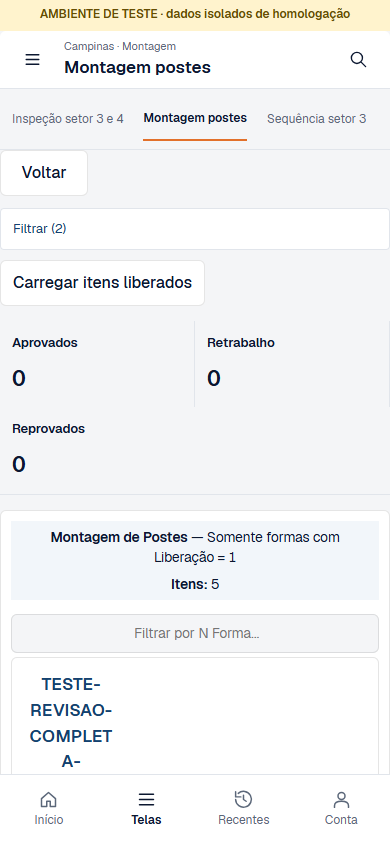 AMBIENTE DE TESTE · dados isolados de homologação
Campinas · Montagem
Montagem postes
Inspeção setor 3 e 4
Montagem postes
Sequência setor 3
Voltar
Filtrar (2)
Carregar itens liberados
Aprovados
Retrabalho
0
0
Reprovados
0
Montagem de Postes — Somente formas com
Liberação = 1
Itens: 5
Filtrar por N Forma...
TESTE-
REVISAO-
COMPLET
A-
Início
Telas
Recentes
Conta